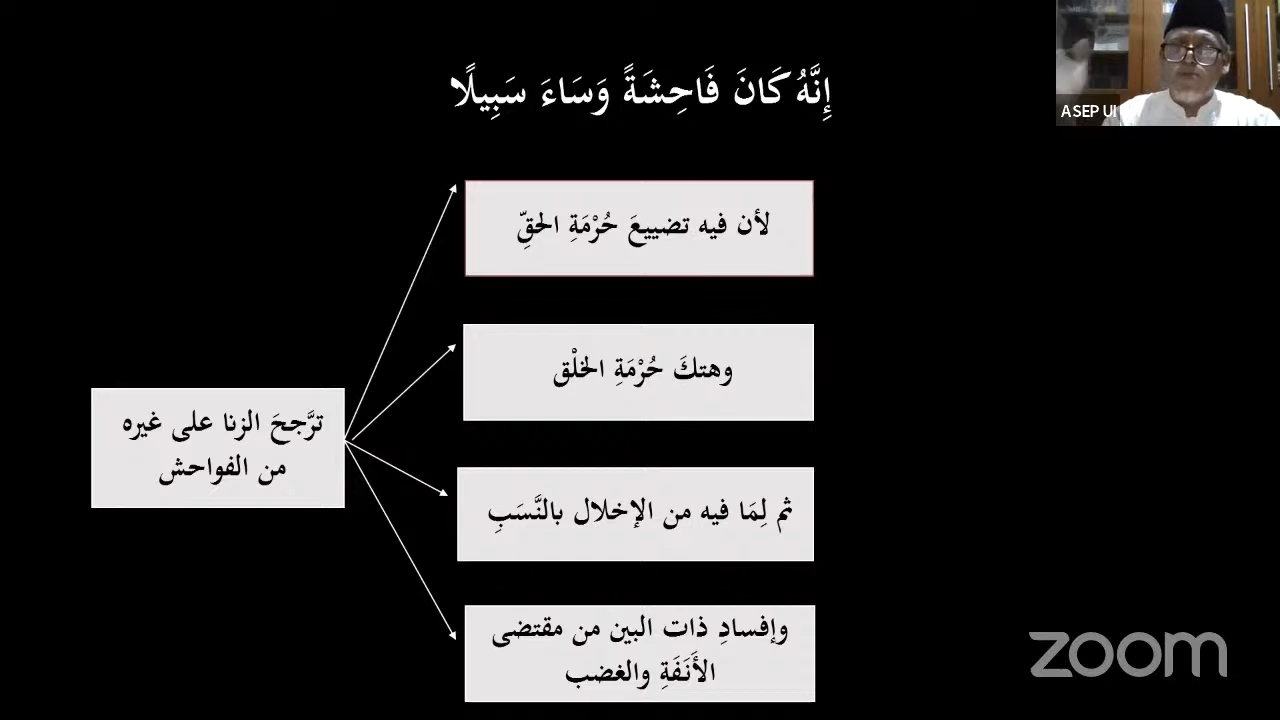 إِنَّهُ كَانَ فَاحِشَةً وَسَاءَ سَبِيلًا
ASEP UI
لأن فيه تضييعَ حُرْمَةِ الحقِّ
وهتكَ حُرْمَةِ الخلْق
ترَّجحَ الزنا على غيره
من الفواحش
ثم لِمَا فيه من الإخلال بالنَّسَبِ
وإفسادِ ذات البين من مقتضى
الأَنَفَةِ والغضب
zoom